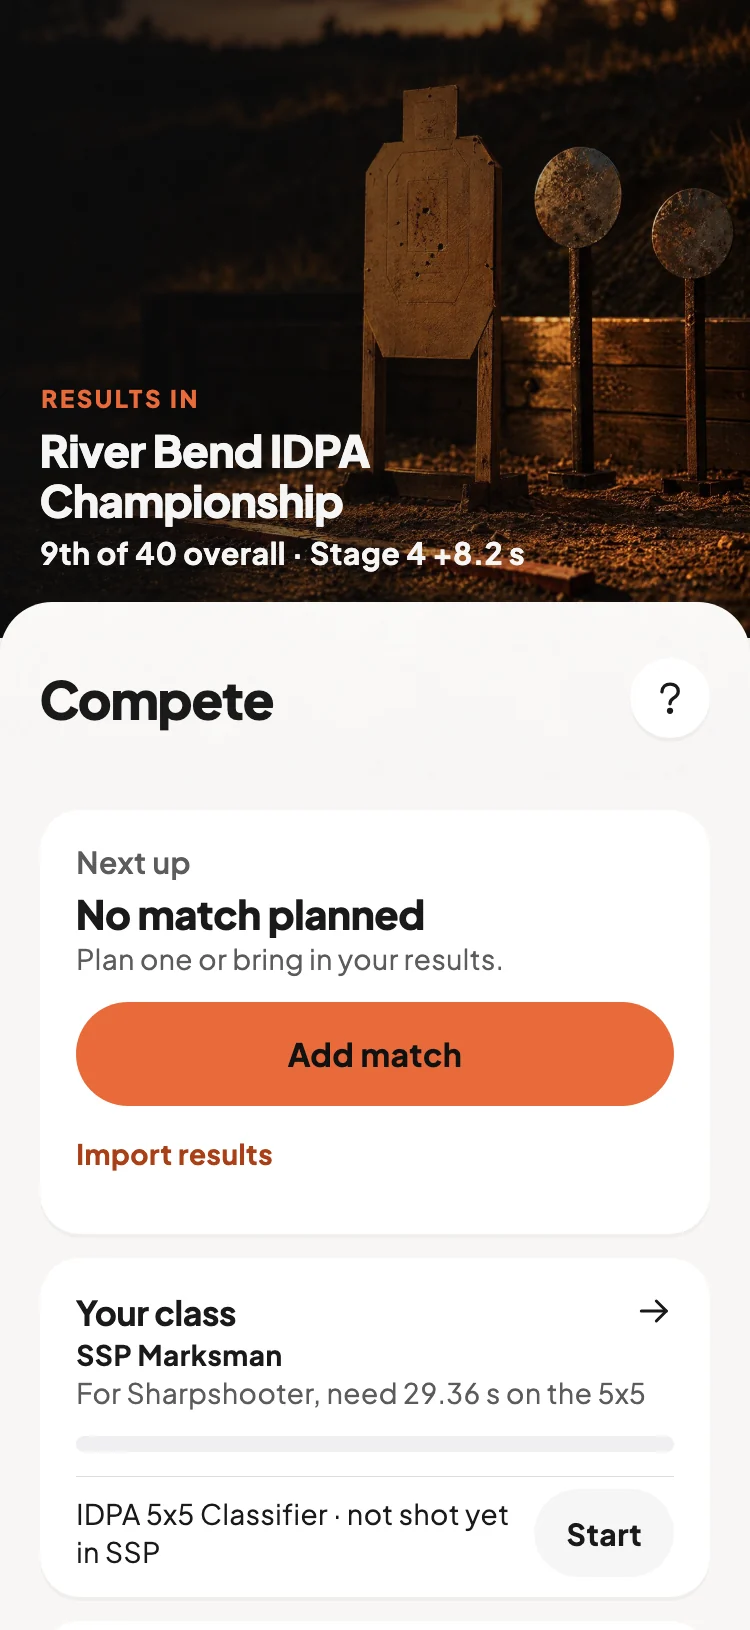 RESULTS IN
River Bend IDPA
Championship
9th of 40 overall · Stage 4 +8.2 s
Compete
?
Next up
No match planned
Plan one or bring in your results.
Add match
Import results
Your class
SSP Marksman
For Sharpshooter, need 29.36 s on the 5x5
IDPA 5x5 Classifier · not shot yet
in SSP
Start